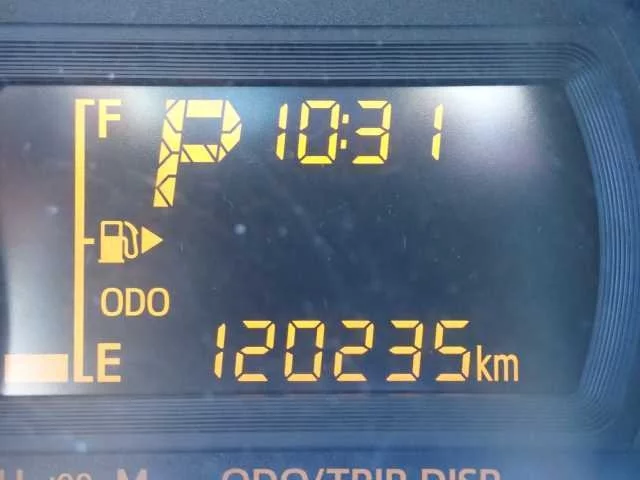 F P 10:31
ODO
E 120235km
ODO/TRIP DISP